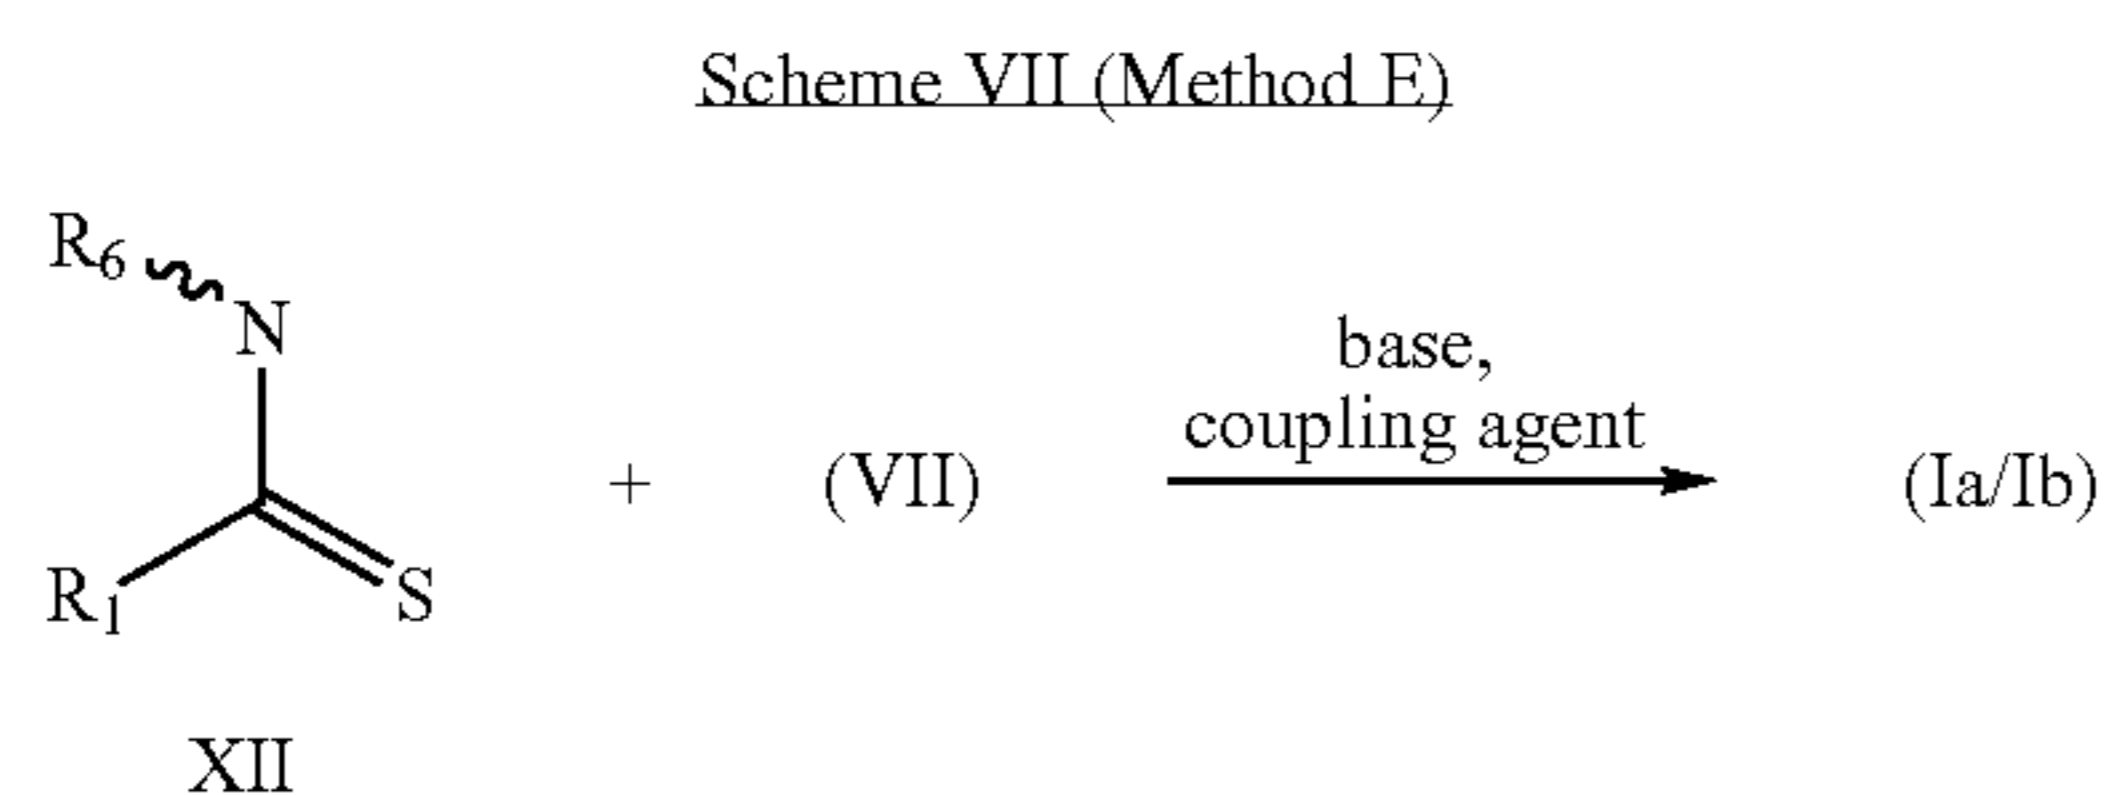 Scheme VII (Method E)
R6
N
base,
coupling agent
+ (VII) (Ia/Ib)
R1 S
XII